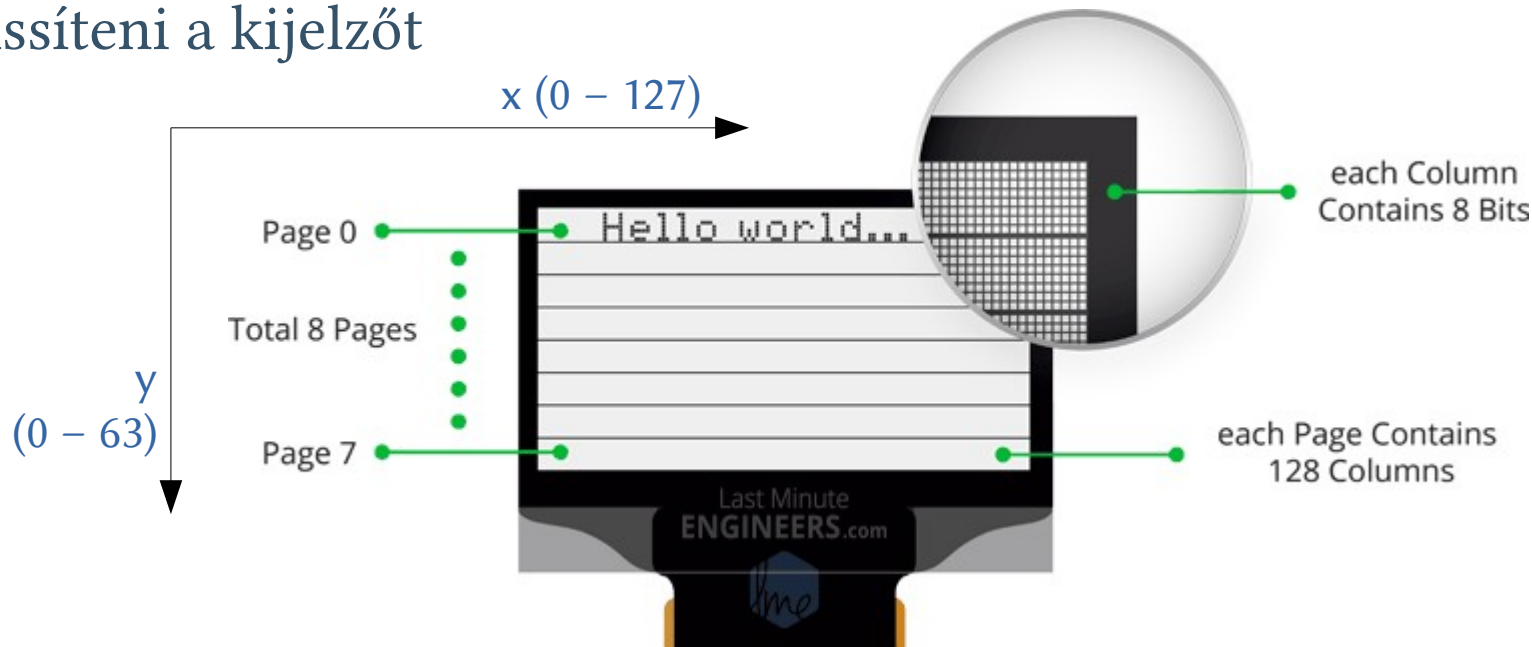 a kijelzőt
x (0 – 127)
each Column
Contains 8 Bits
Page 0
Hello world...
Total 8 Pages
y
(0 – 63)
Page 7
each Page Contains
128 Columns
Last Minute
ENGINEERS.com
lme